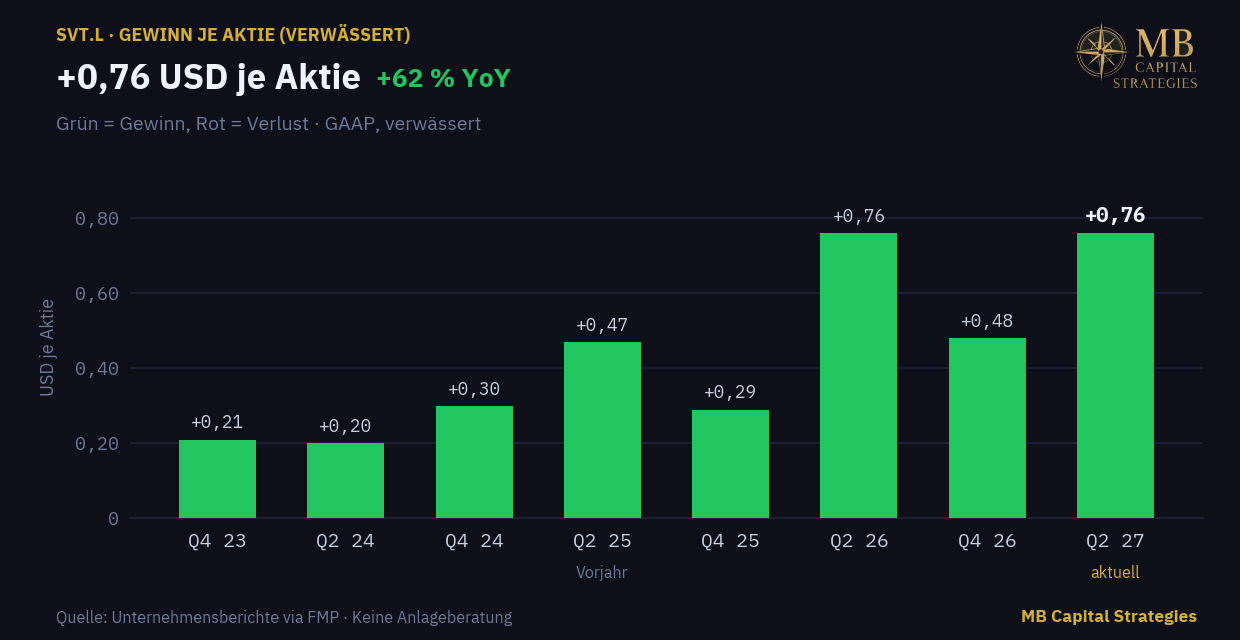 SVT.L · GEWINN JE AKTIE (VERWÄSSERT)
+0,76 USD je Aktie +62 % YoY
Grün = Gewinn, Rot = Verlust · GAAP, verwässert
MB
CAPITAL
STRATEGIES
USD je Aktie
0,80
0,60
0,40
0,20
0
+0,21
+0,20
+0,30
+0,47
+0,29
+0,76
+0,48
+0,76
Q4 23
Q2 24
Q4 24
Q2 25
Q4 25
Q2 26
Q4 26
Q2 27
Vorjahr
aktuell
Quelle: Unternehmensberichte via FMP · Keine Anlageberatung
MB Capital Strategies